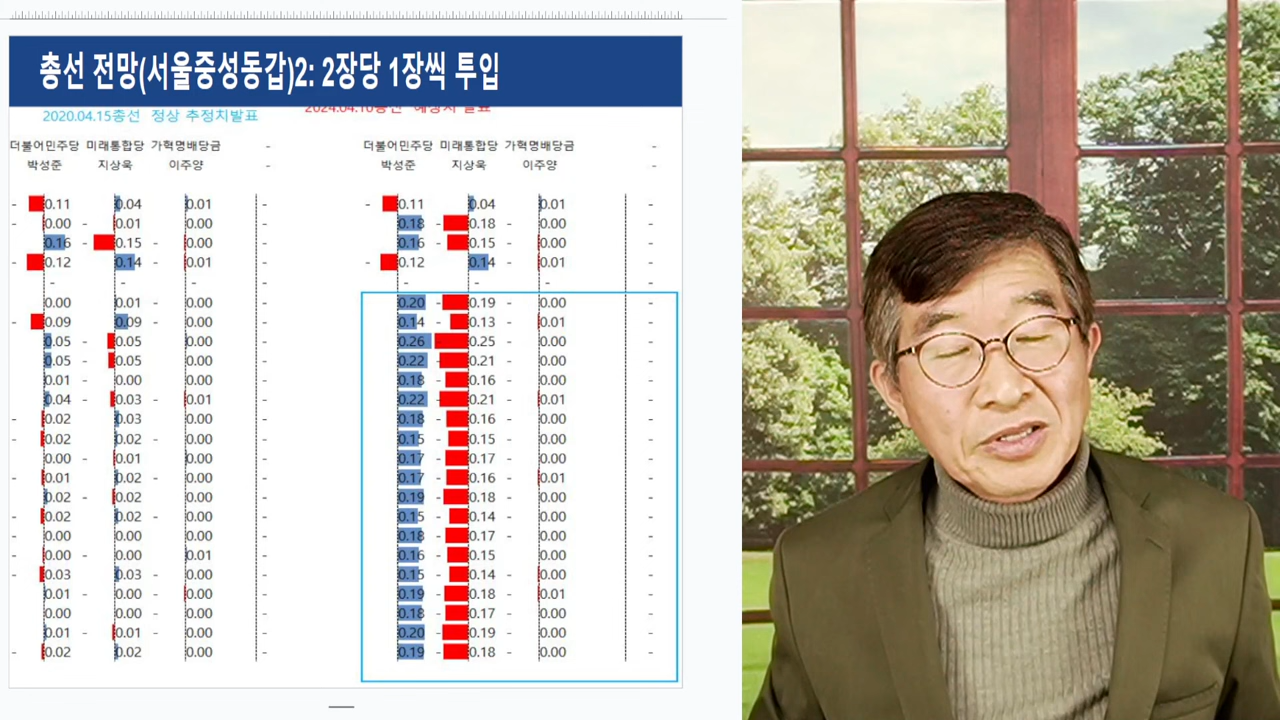 총선 전망(서울중성동갑)2: 2장당 1장씩 투입
2020.04.15총선 정상 추정치발표 2024.04.10총선 예상치 발표
더불어민주당 미래통합당 가혁명배당금 - 더불어민주당 미래통합당 가혁명배당금 -
박성준 지상욱 이주양 - 박성준 지상욱 이주양 -
- 0.11 0.04 0.01 - - 0.11 0.04 0.01 -
0.00 - 0.01 0.00 - 0.18 - 0.18 - 0.00 -
0.16 - 0.15 - 0.00 - 0.16 - 0.15 - 0.00 -
- 0.12 0.14 - 0.01 - - 0.12 0.14 - 0.01 -
- - - - - - - -
0.00 - 0.01 0.00 - 0.20 - 0.19 - 0.00 -
- 0.09 0.09 - 0.00 - 0.14 - 0.13 - 0.01 -
0.05 - 0.05 - 0.00 - 0.26 - 0.25 - 0.00 -
0.05 - 0.05 - 0.00 - 0.22 - 0.21 - 0.00 -
0.01 - 0.00 - 0.00 - 0.18 - 0.16 - 0.01 -
0.04 - 0.03 - 0.01 - 0.22 - 0.21 - 0.01 -
- 0.02 0.03 - 0.00 - 0.18 - 0.16 - 0.01 -
- 0.02 0.02 - 0.00 - 0.15 - 0.15 - 0.00 -
0.00 - 0.01 0.00 - 0.17 - 0.17 - 0.00 -
- 0.01 0.02 - 0.00 - 0.17 - 0.16 - 0.01 -
0.02 - 0.02 - 0.00 - 0.19 - 0.18 - 0.01 -
- 0.02 0.02 - 0.00 - 0.15 - 0.14 - 0.00 -
0.00 - 0.00 - 0.00 - 0.18 - 0.17 - 0.00 -
- 0.00 - 0.00 0.01 - 0.16 - 0.15 - 0.00 -
- 0.03 0.03 - 0.00 - 0.15 - 0.14 - 0.01 -
0.01 - 0.00 - 0.00 - 0.19 - 0.18 - 0.01 -
0.00 - 0.00 0.00 - 0.18 - 0.17 - 0.00 -
0.01 - 0.01 0.00 - 0.20 - 0.19 - 0.00 -
- 0.02 0.02 - 0.00 - 0.19 - 0.18 - 0.00 -